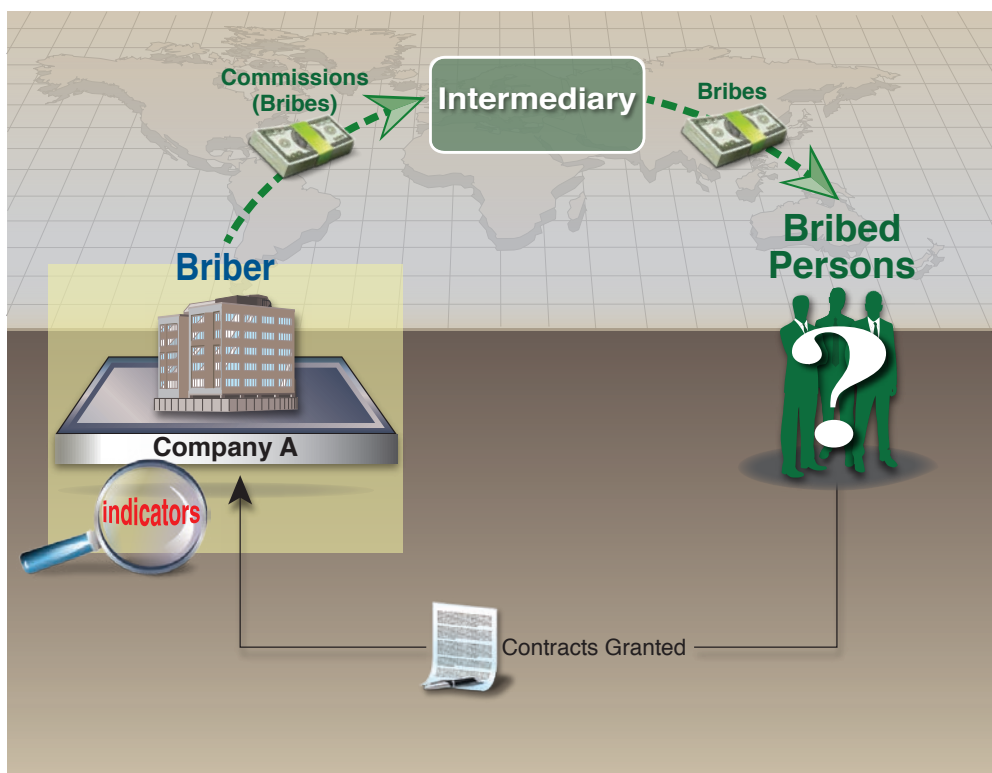 Commissions
(Bribes)
Intermediary
Bribes
Bribed
Persons
Briber
Company A
indicators
Contracts Granted